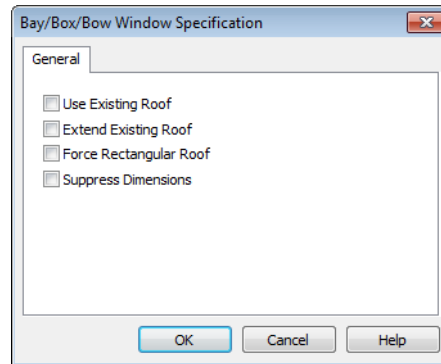 Bay/Box/Bow Window Specification
General
Use Existing Roof
Extend Existing Roof
Force Rectangular Roof
Suppress Dimensions
OK Cancel Help